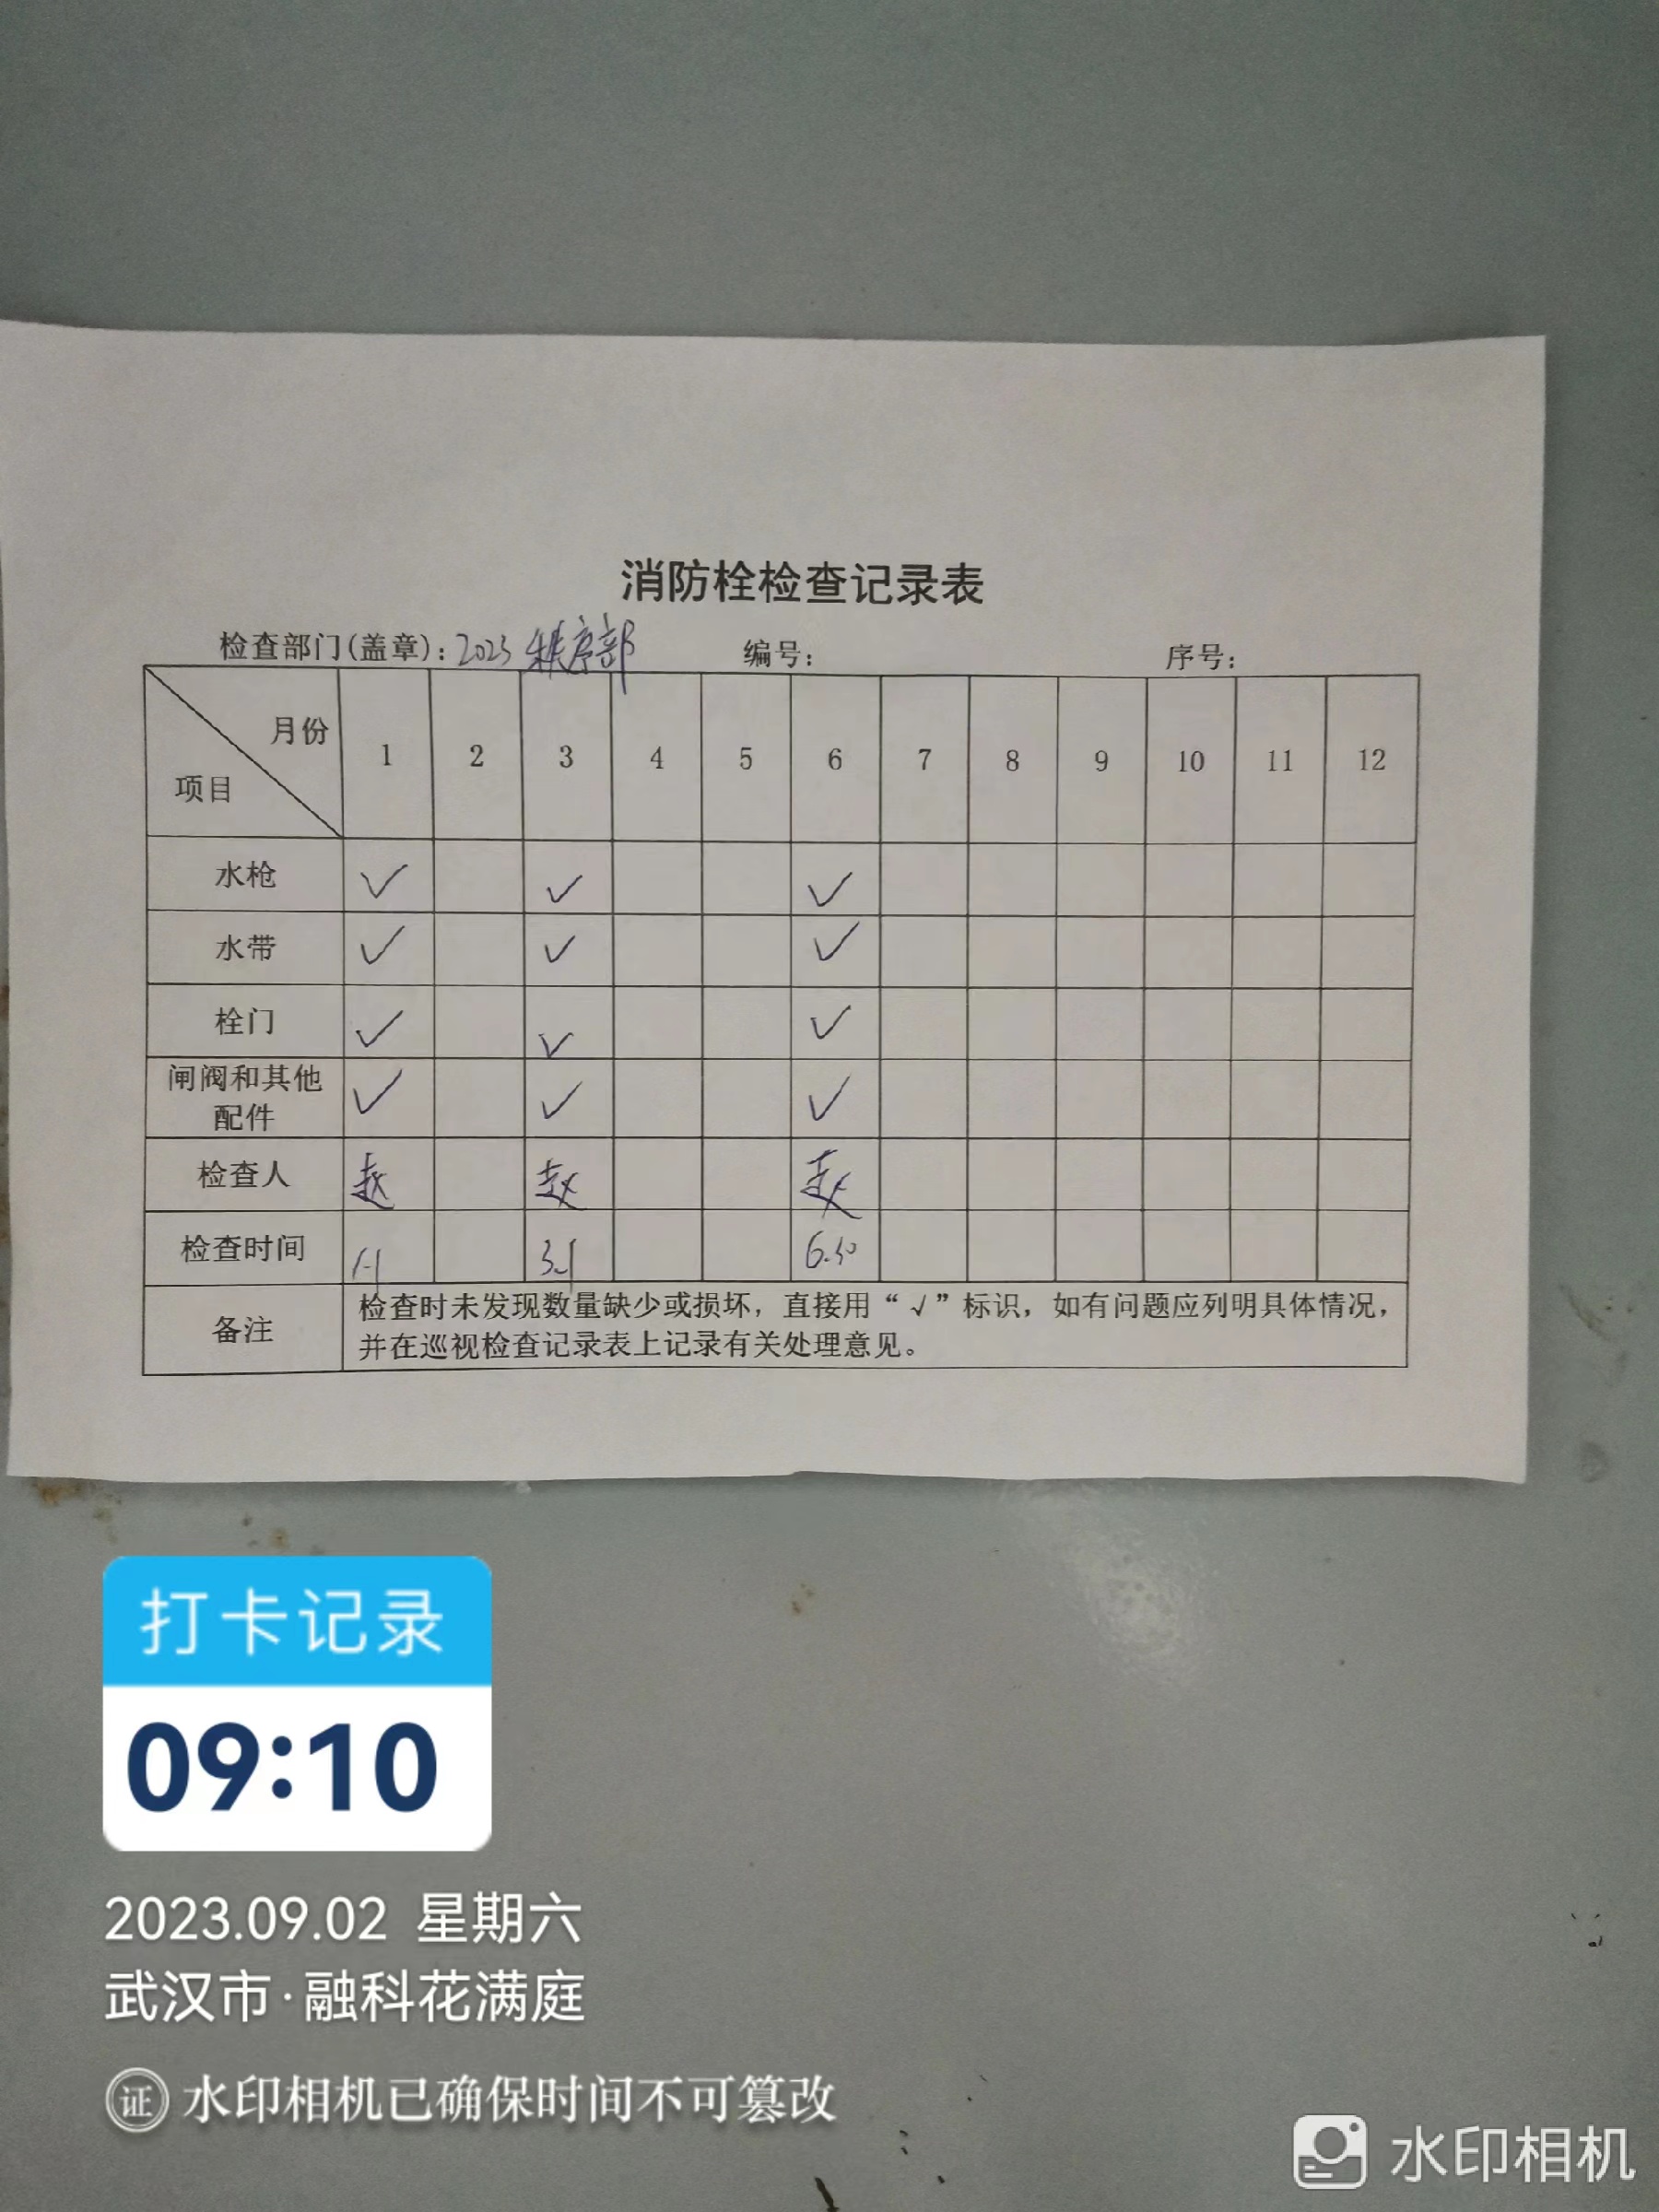 消防栓检查记录表
检查部门(盖章)：2023 秩序部 编号： 序号：
月份 项目 1 2 3 4 5 6 7 8 9 10 11 12
水枪 ✓ ✓ ✓
水带 ✓ ✓ ✓
栓门 ✓ ✓ ✓
闸阀和其他
配件 ✓ ✓ ✓
检查人 赵 赵 赵
检查时间 1.1 3.1 6.30
备注 检查时未发现数量缺少或损坏，直接用“√”标识，如有问题应列明具体情况，
并在巡视检查记录表上记录有关处理意见。
打卡记录
09:10
2023.09.02 星期六
武汉市·融科花满庭
证 水印相机已确保时间不可篡改
水印相机